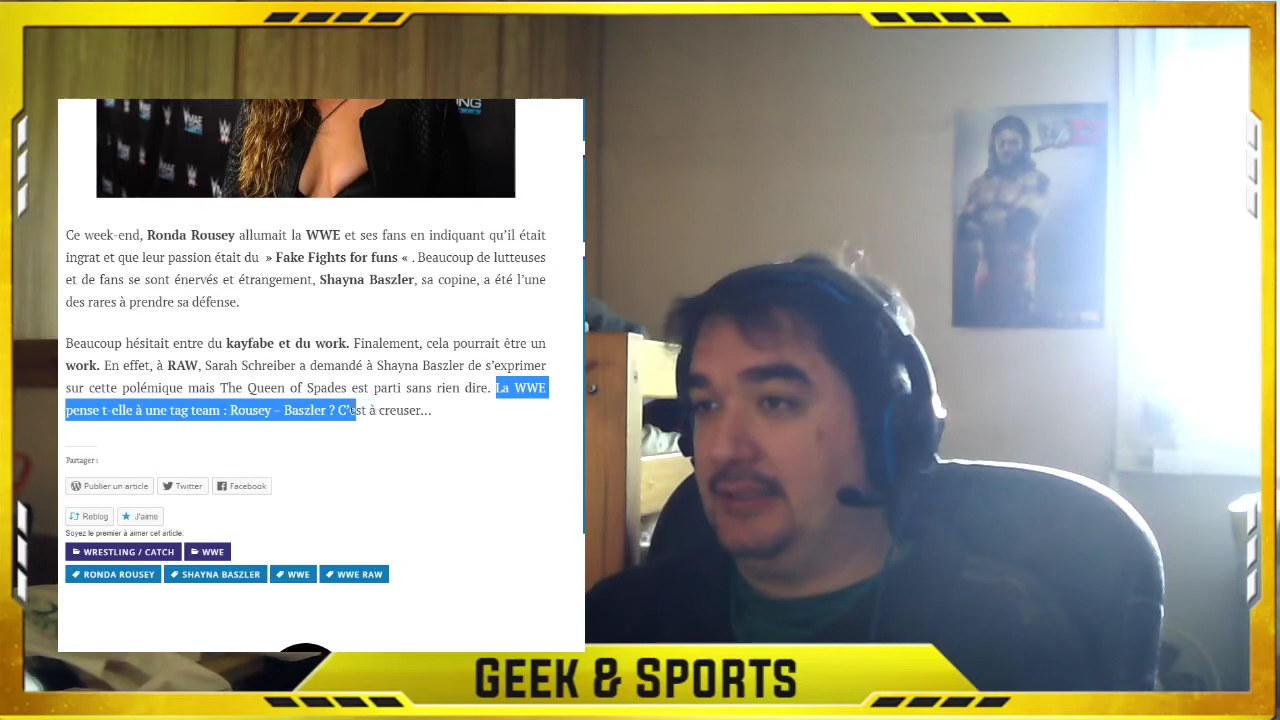 NG
Ce week-end, Ronda Rousey allumait la WWE et ses fans en indiquant qu'il était
ingrat et que leur passion était du » Fake Fights for funs « . Beaucoup de lutteuses
et de fans se sont énervés et étrangement, Shayna Baszler, sa copine, a été l'une
des rares à prendre sa défense.
Beaucoup hésitait entre du kayfabe et du work. Finalement, cela pourrait être un
work. En effet, à RAW, Sarah Schreiber a demandé à Shayna Baszler de s'exprimer
sur cette polémique mais The Queen of Spades est parti sans rien dire. La WWE
pense t-elle à une tag team : Rousey – Baszler ? C'est à creuser…
Partager :
Publier un article Twitter Facebook
Reblog J'aime
Soyez le premier à aimer cet article.
WRESTLING / CATCH WWE
RONDA ROUSEY SHAYNA BASZLER WWE WWE RAW
GEEK & SPORTS